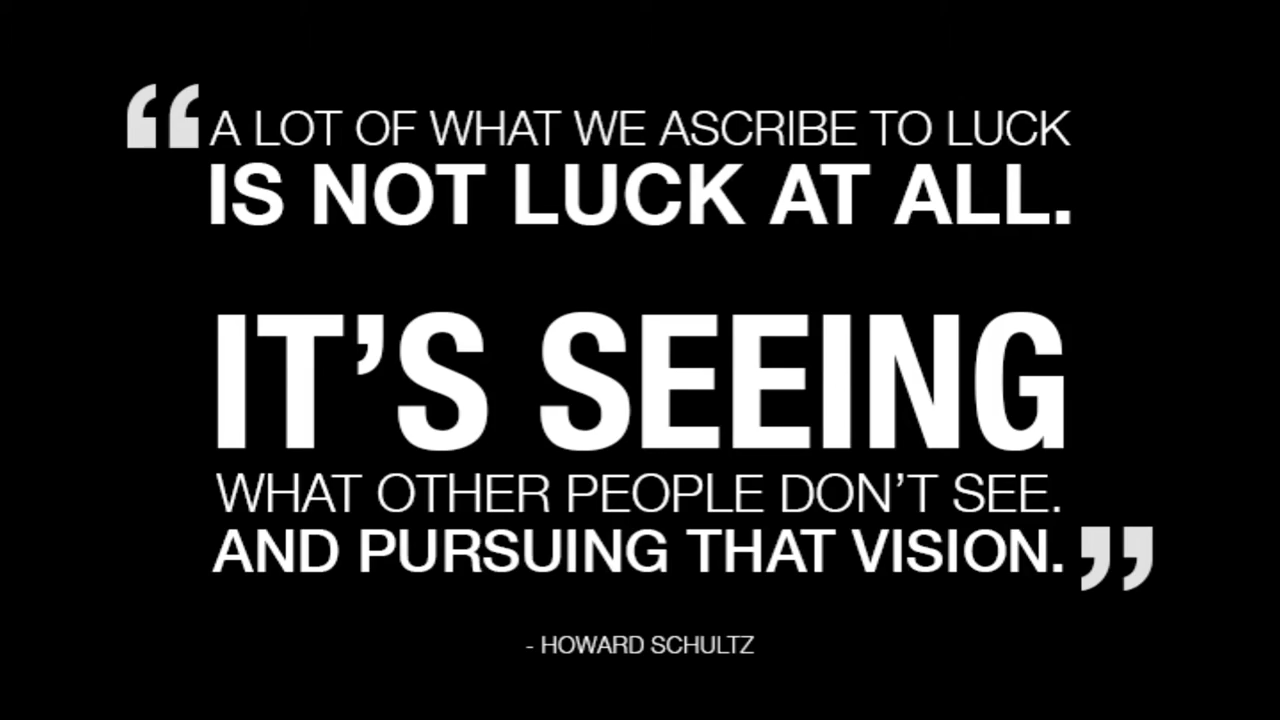 “A LOT OF WHAT WE ASCRIBE TO LUCK
IS NOT LUCK AT ALL.
IT’S SEEING
WHAT OTHER PEOPLE DON’T SEE.
AND PURSUING THAT VISION.”
- HOWARD SCHULTZ